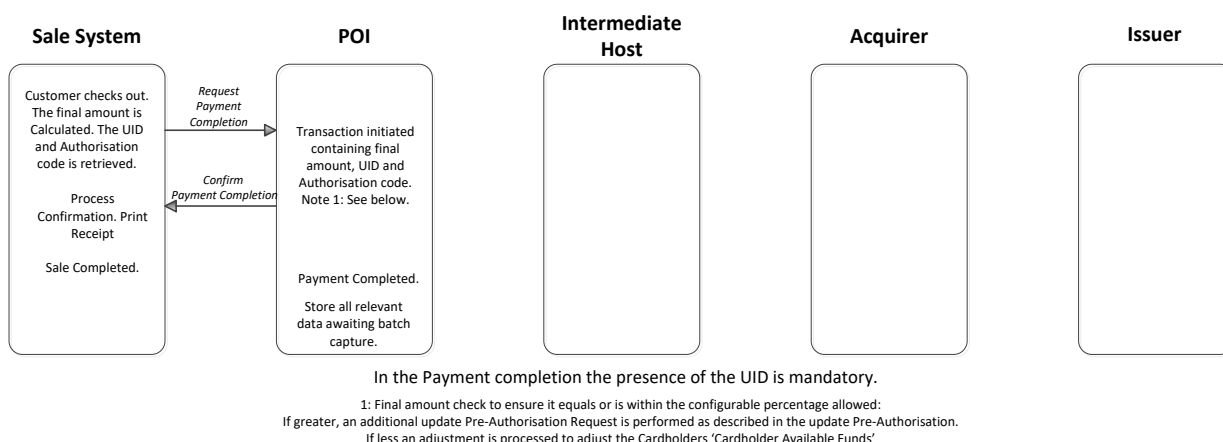 Sale System
POI
Intermediate
Host
Acquirer
Issuer
Customer checks out.
The final amount is
Calculated. The UID
and Authorisation
code is retrieved.
Process
Confirmation. Print
Receipt
Sale Completed.
Request
Payment
Completion
Confirm
Payment Completion
Transaction initiated
containing final
amount, UID and
Authorisation code.
Note 1: See below.
Payment Completed.
Store all relevant
data awaiting batch
capture.
In the Payment completion the presence of the UID is mandatory.
1: Final amount check to ensure it equals or is within the configurable percentage allowed:
If greater, an additional update Pre-Authorisation Request is performed as described in the update Pre-Authorisation.
If less an adjustment is processed to adjust the Cardholders ‘Cardholder Available Funds’